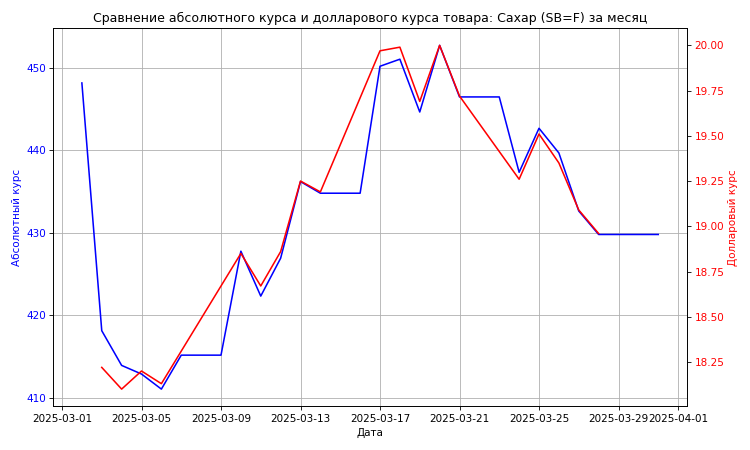 Сравнение абсолютного курса и долларового курса товара: Сахар (SB=F) за месяц
Абсолютный курс
450
440
430
420
410
20.00
19.75
19.50
19.25
19.00
18.75
18.50
18.25
Долларовый курс
2025-03-01 2025-03-05 2025-03-09 2025-03-13 2025-03-17 2025-03-21 2025-03-25 2025-03-29 2025-04-01
Дата